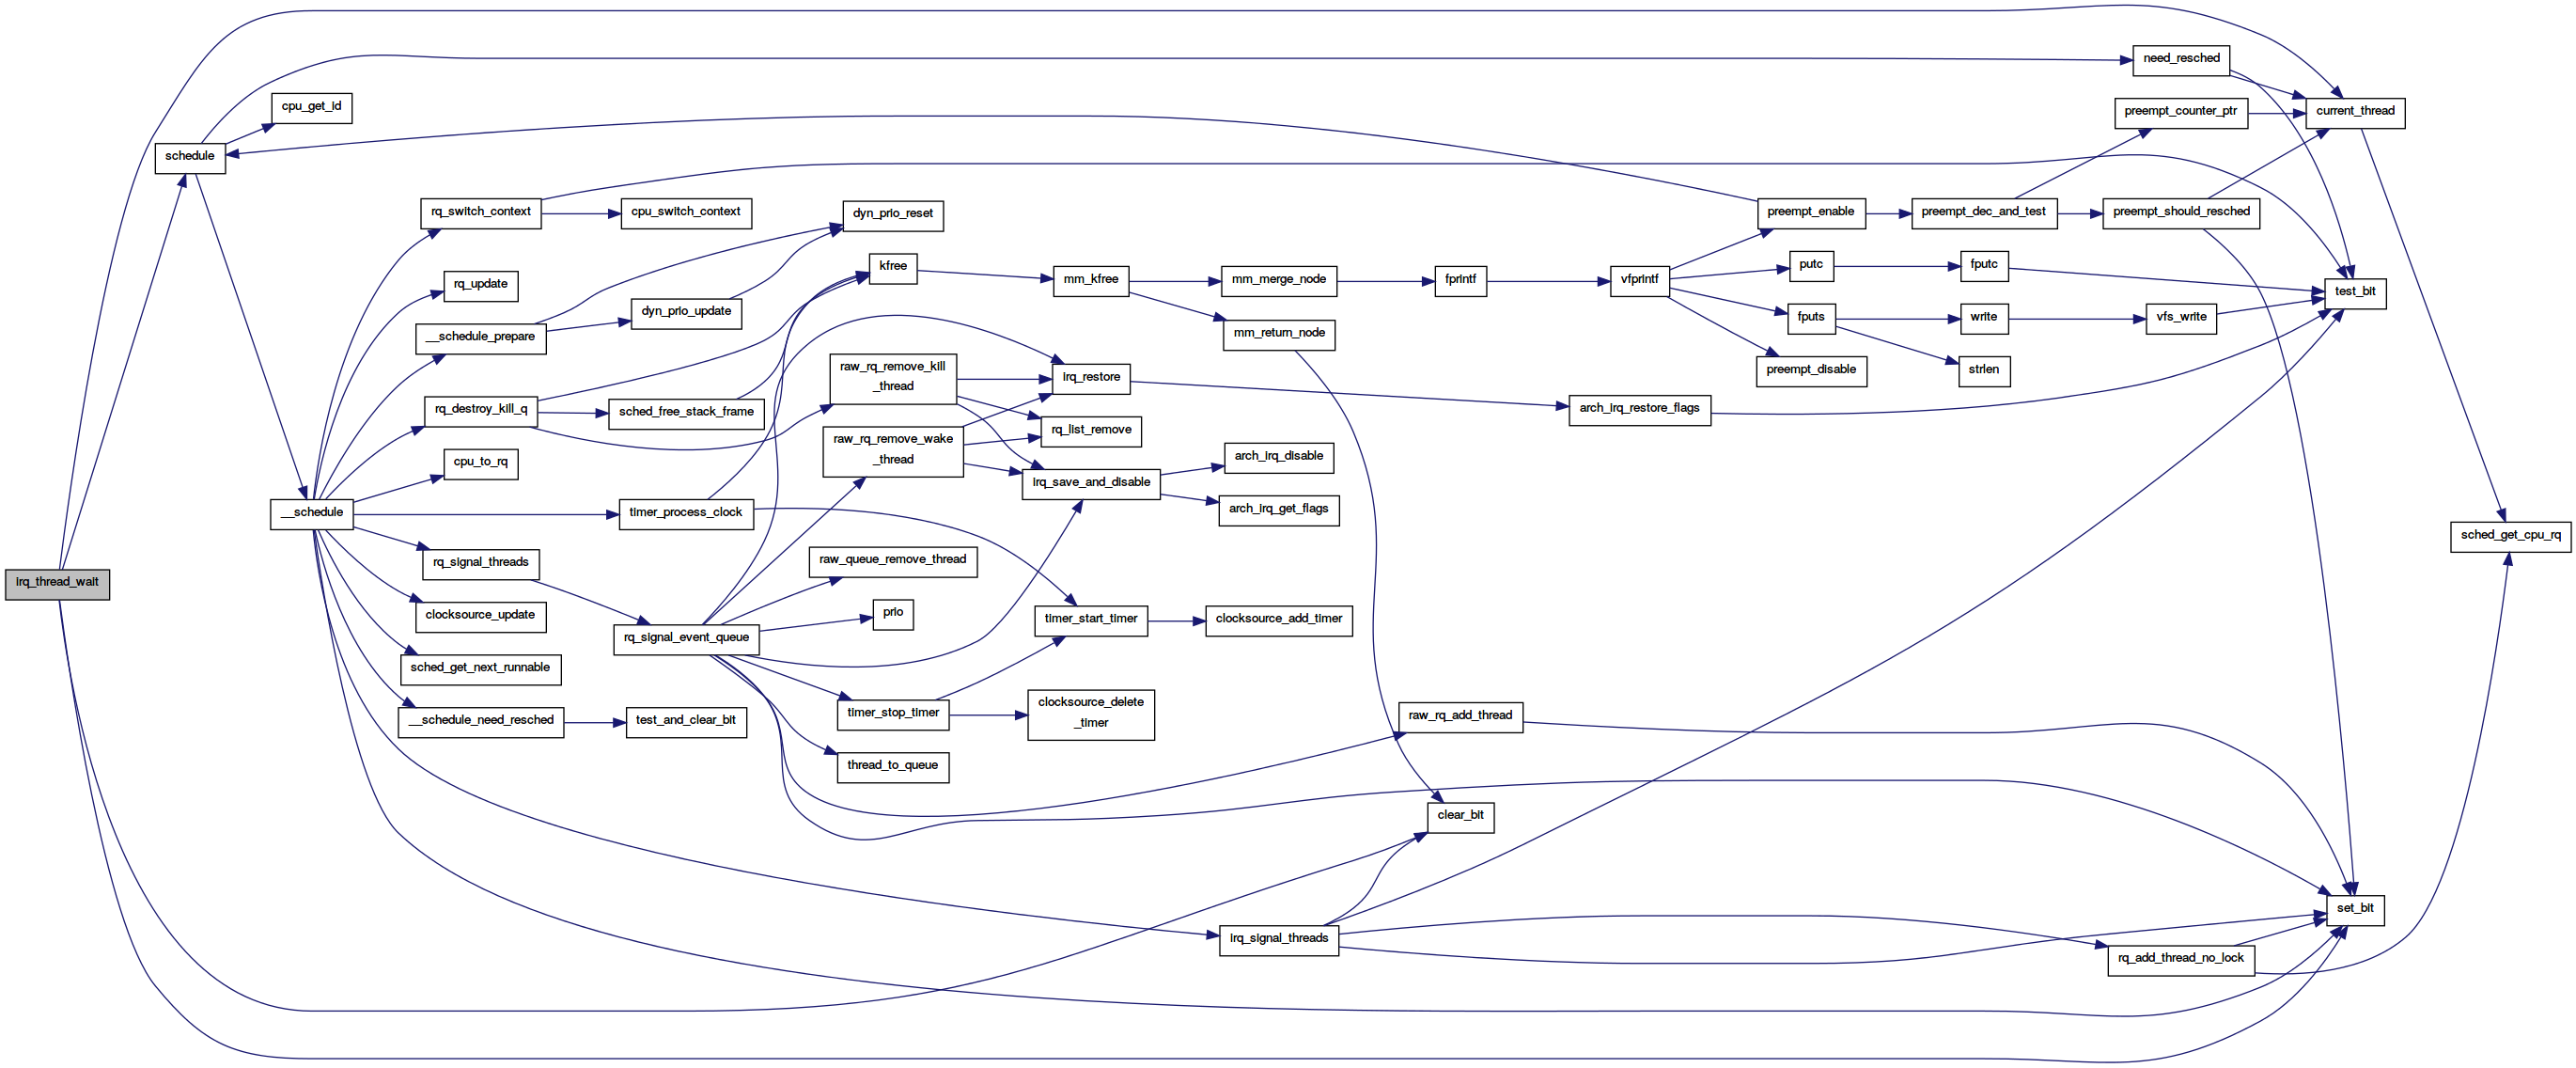 irq_thread_wait
schedule
cpu_get_id
__schedule
rq_switch_context
rq_update
__schedule_prepare
rq_destroy_kill_q
cpu_to_rq
rq_signal_threads
clocksource_update
sched_get_next_runnable
__schedule_need_resched
cpu_switch_context
dyn_prio_update
sched_free_stack_frame
timer_process_clock
rq_signal_event_queue
test_and_clear_bit
dyn_prio_reset
kfree
raw_rq_remove_kill
_thread
raw_rq_remove_wake
_thread
raw_queue_remove_thread
prio
timer_stop_timer
thread_to_queue
mm_kfree
irq_restore
rq_list_remove
irq_save_and_disable
timer_start_timer
clocksource_delete
_timer
mm_merge_node
mm_return_node
arch_irq_disable
arch_irq_get_flags
clocksource_add_timer
irq_signal_threads
fprintf
raw_rq_add_thread
clear_bit
vfprintf
arch_irq_restore_flags
preempt_enable
putc
fputs
preempt_disable
preempt_dec_and_test
fputc
write
strlen
need_resched
preempt_counter_ptr
preempt_should_resched
vfs_write
rq_add_thread_no_lock
current_thread
test_bit
set_bit
sched_get_cpu_rq